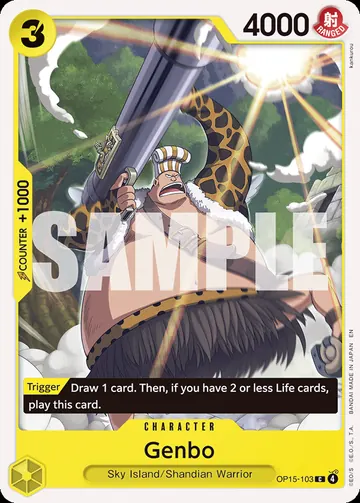 3
4000
射
RANGED
kankurou
COUNTER +1000
SAMPLE
Trigger Draw 1 card. Then, if you have 2 or less Life cards,
play this card.
CHARACTER
Genbo
Sky Island/Shandian Warrior
OP15-103 C 4
©E.O./S. ©E.O./S., T.A. BANDAI MADE IN JAPAN EN